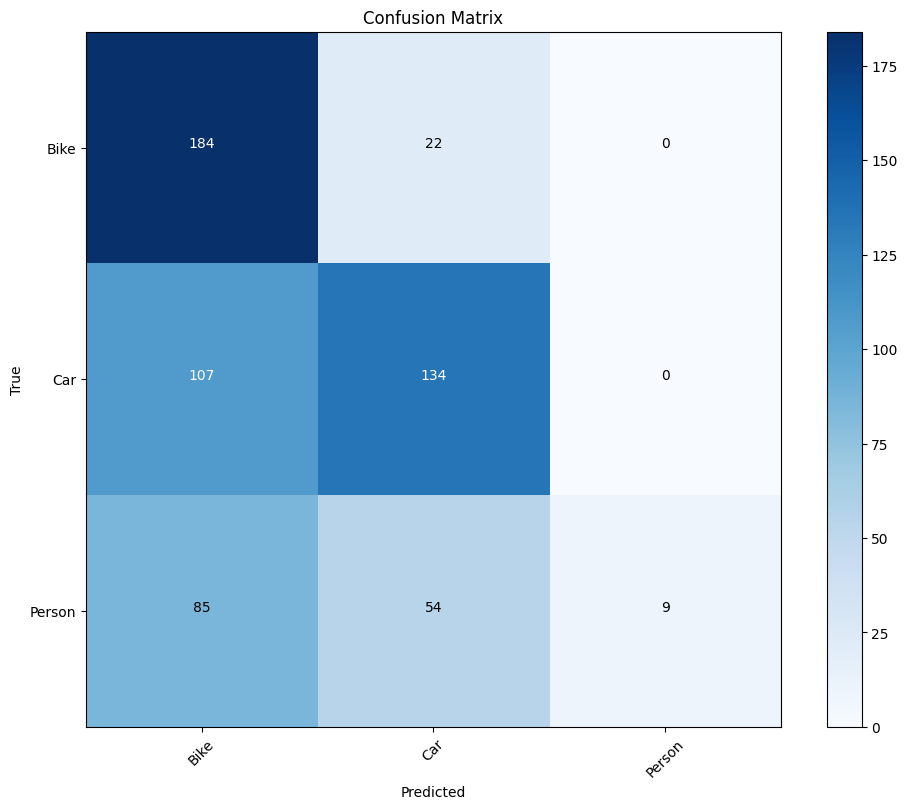 Confusion Matrix
Bike 184 22 0
Car 107 134 0
Person 85 54 9
True
Bike Car Person
Predicted
175
150
125
100
75
50
25
0